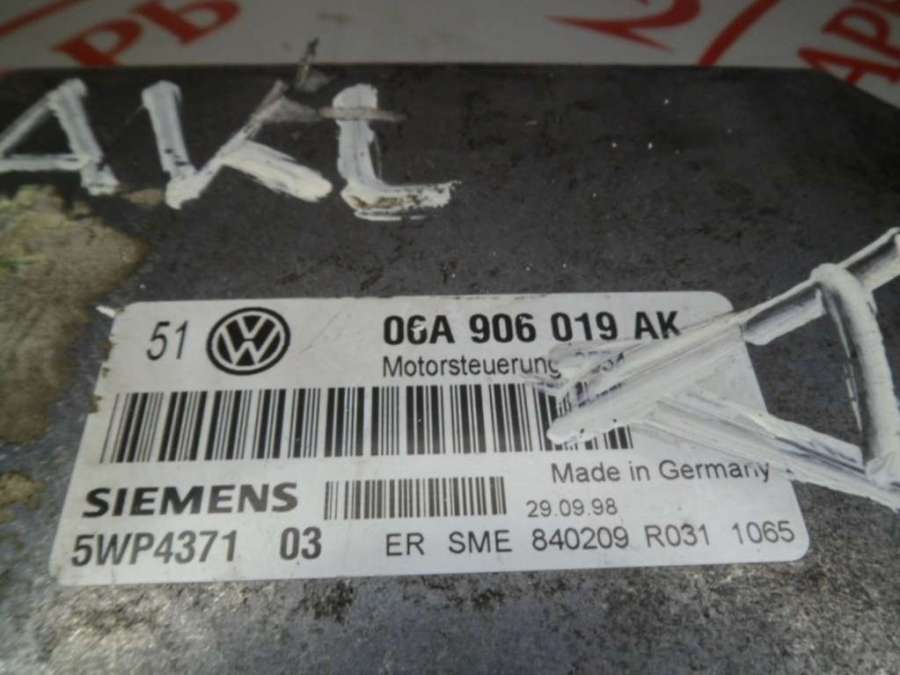 AKL
51 VW 06A 906 019 AK
Motorsteuerung
SIEMENS
Made in Germany
29.09.98
5WP4371 03 ER SME 840209 R031 1065